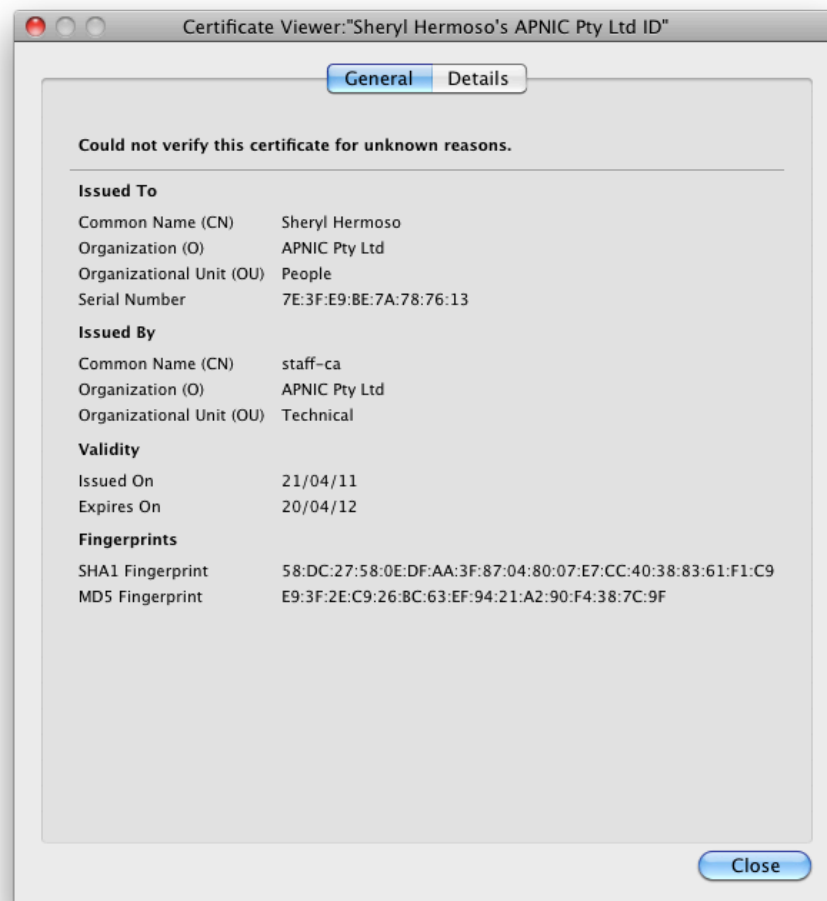 Certificate Viewer:"Sheryl Hermoso's APNIC Pty Ltd ID"
General Details
Could not verify this certificate for unknown reasons.
Issued To
Common Name (CN) Sheryl Hermoso
Organization (O) APNIC Pty Ltd
Organizational Unit (OU) People
Serial Number 7E:3F:E9:BE:7A:78:76:13
Issued By
Common Name (CN) staff-ca
Organization (O) APNIC Pty Ltd
Organizational Unit (OU) Technical
Validity
Issued On 21/04/11
Expires On 20/04/12
Fingerprints
SHA1 Fingerprint 58:DC:27:58:0E:DF:AA:3F:87:04:80:07:E7:CC:40:38:83:61:F1:C9
MD5 Fingerprint E9:3F:2E:C9:26:BC:63:EF:94:21:A2:90:F4:38:7C:9F
Close